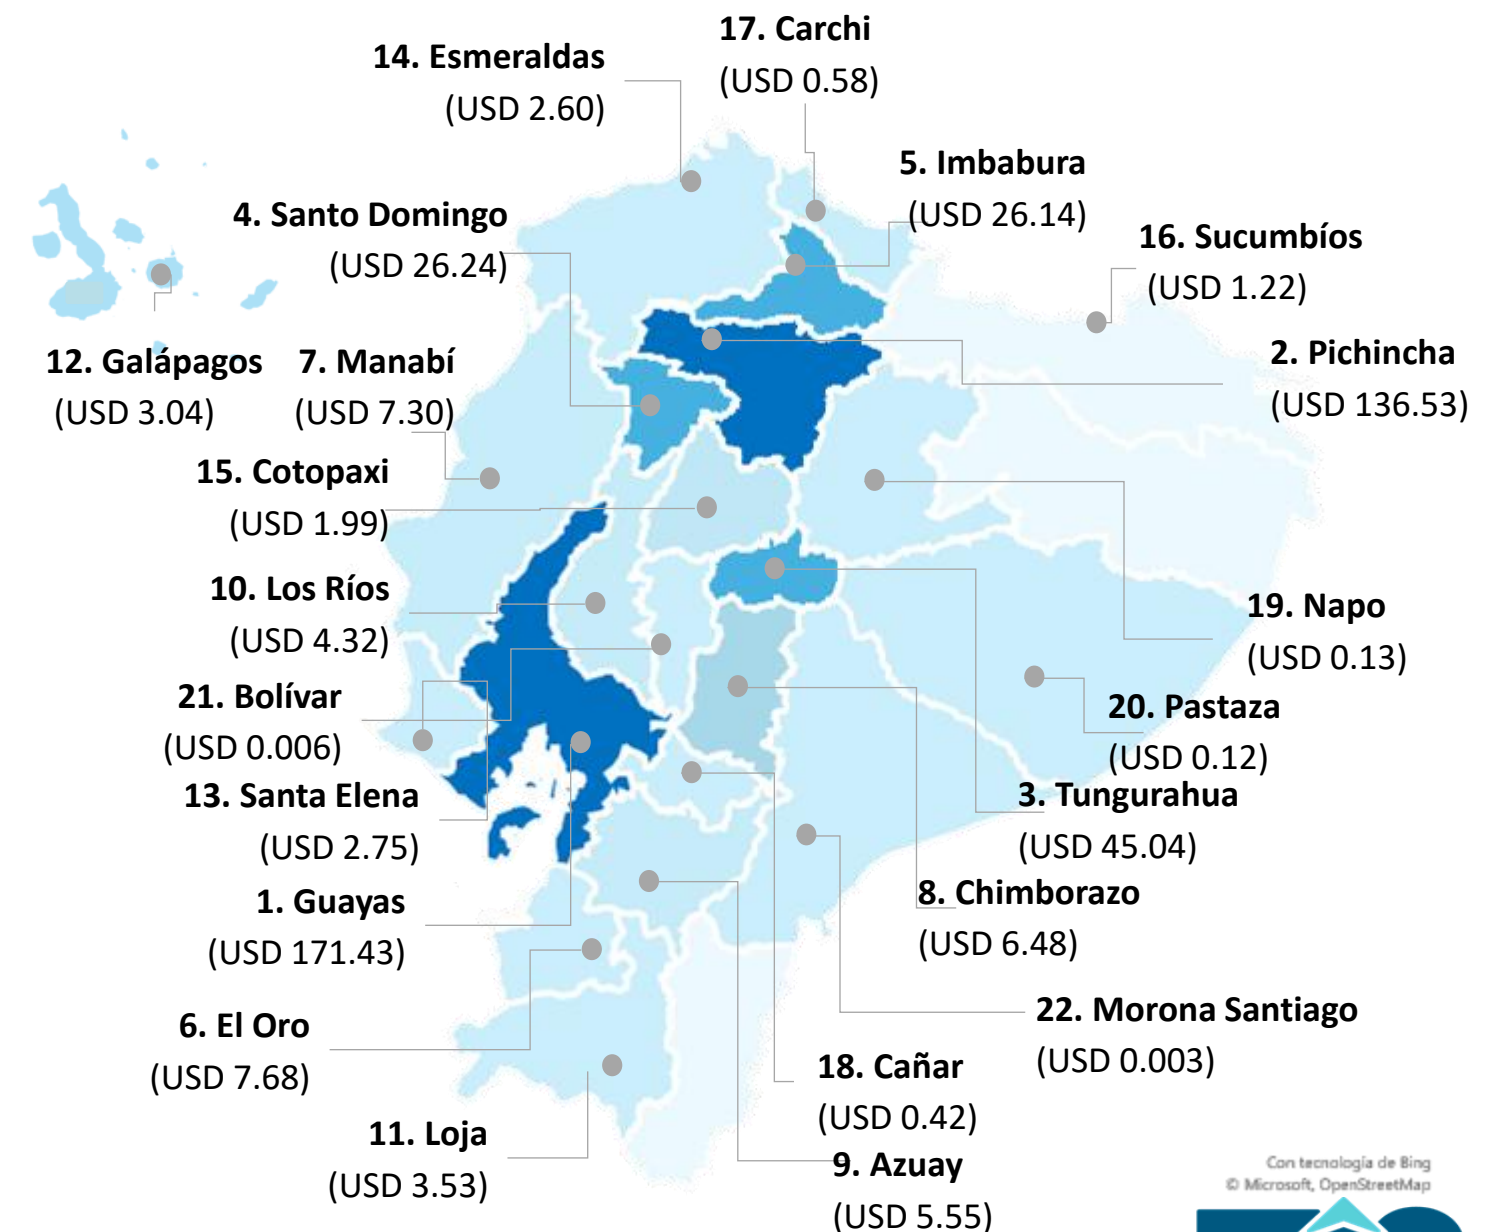 17. Carchi
(USD 0.58)
14. Esmeraldas
(USD 2.60)
5. Imbabura
(USD 26.14)
4. Santo Domingo
(USD 26.24)
16. Sucumbíos
(USD 1.22)
12. Galápagos
(USD 3.04)
7. Manabí
(USD 7.30)
2. Pichincha
(USD 136.53)
15. Cotopaxi
(USD 1.99)
10. Los Ríos
(USD 4.32)
19. Napo
(USD 0.13)
21. Bolívar
(USD 0.006)
20. Pastaza
(USD 0.12)
13. Santa Elena
(USD 2.75)
3. Tungurahua
(USD 45.04)
1. Guayas
(USD 171.43)
8. Chimborazo
(USD 6.48)
6. El Oro
(USD 7.68)
22. Morona Santiago
(USD 0.003)
18. Cañar
(USD 0.42)
11. Loja
(USD 3.53)
9. Azuay
(USD 5.55)
Con tecnología de Bing
© Microsoft, OpenStreetMap